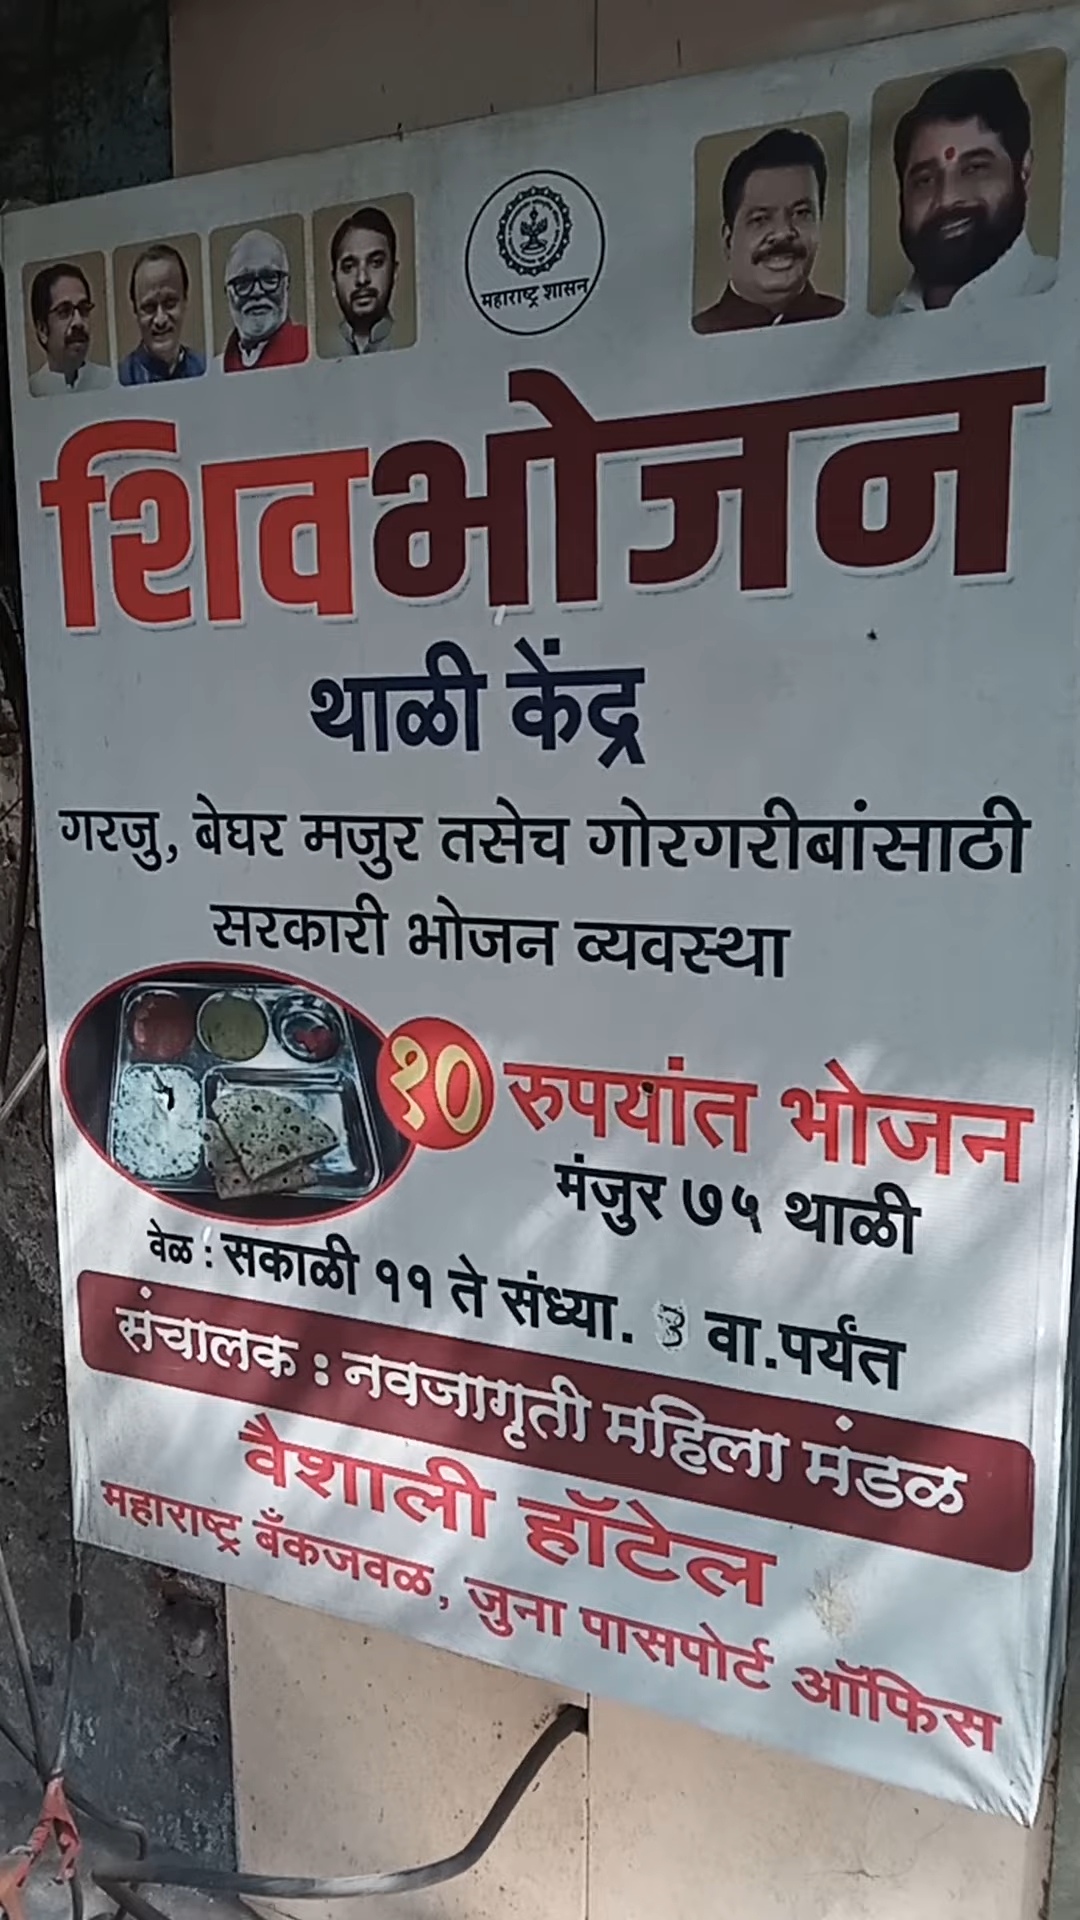 महाराष्ट्र शासन
शिवभोजन
थाळी केंद्र
गरजु, बेघर मजुर तसेच गोरगरीबांसाठी
सरकारी भोजन व्यवस्था
१० रुपयांत भोजन
मंजुर ७५ थाळी
वेळ : सकाळी ११ ते संध्या. ३ वा.पर्यंत
संचालक : नवजागृती महिला मंडळ
वैशाली हॉटेल
महाराष्ट्र बँकजवळ, जुना पासपोर्ट ऑफिस